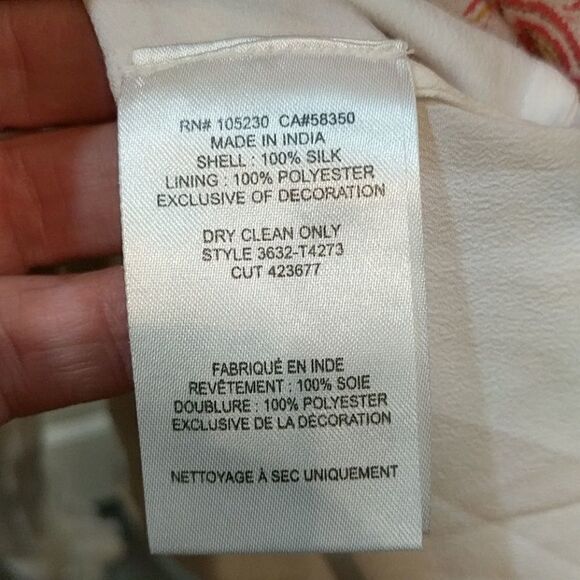 RN# 105230 CA#58350
MADE IN INDIA
SHELL : 100% SILK
LINING : 100% POLYESTER
EXCLUSIVE OF DECORATION
DRY CLEAN ONLY
STYLE 3632-T4273
CUT 423677
FABRIQUÉ EN INDE
REVÊTEMENT : 100% SOIE
DOUBLURE : 100% POLYESTER
EXCLUSIVE DE LA DÉCORATION
NETTOYAGE À SEC UNIQUEMENT